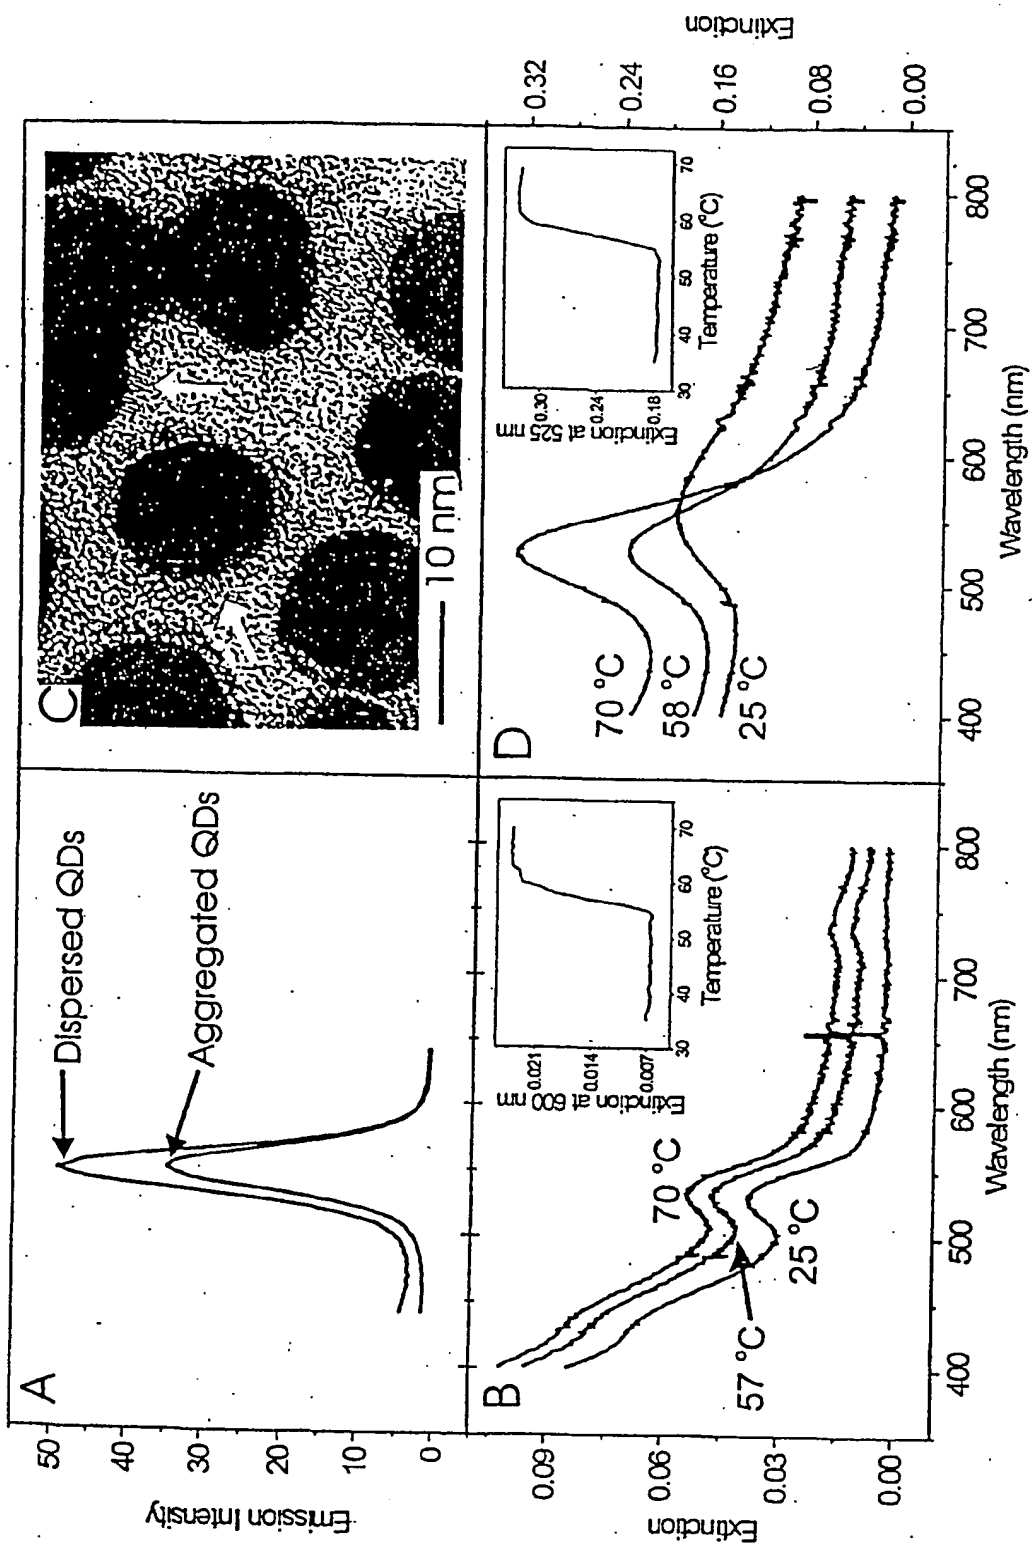 A
Dispersed QDs
Aggregated QDs
50
40
30
20
10
0
Emission Intensity
C
10 nm
B
70 °C
57 °C
25 °C
0.09
0.06
0.03
0.00
Extinction
400
500
600
700
800
Wavelength (nm)
Extinction at 600 nm
0.021
0.014
0.007
30
40
50
60
70
Temperature (°C)
D
70 °C
58 °C
25 °C
400
500
600
700
800
Wavelength (nm)
Extinction at 525 nm
0.30
0.24
0.18
30
40
50
60
70
Temperature (°C)
0.32
0.24
0.16
0.08
0.00
Extinction